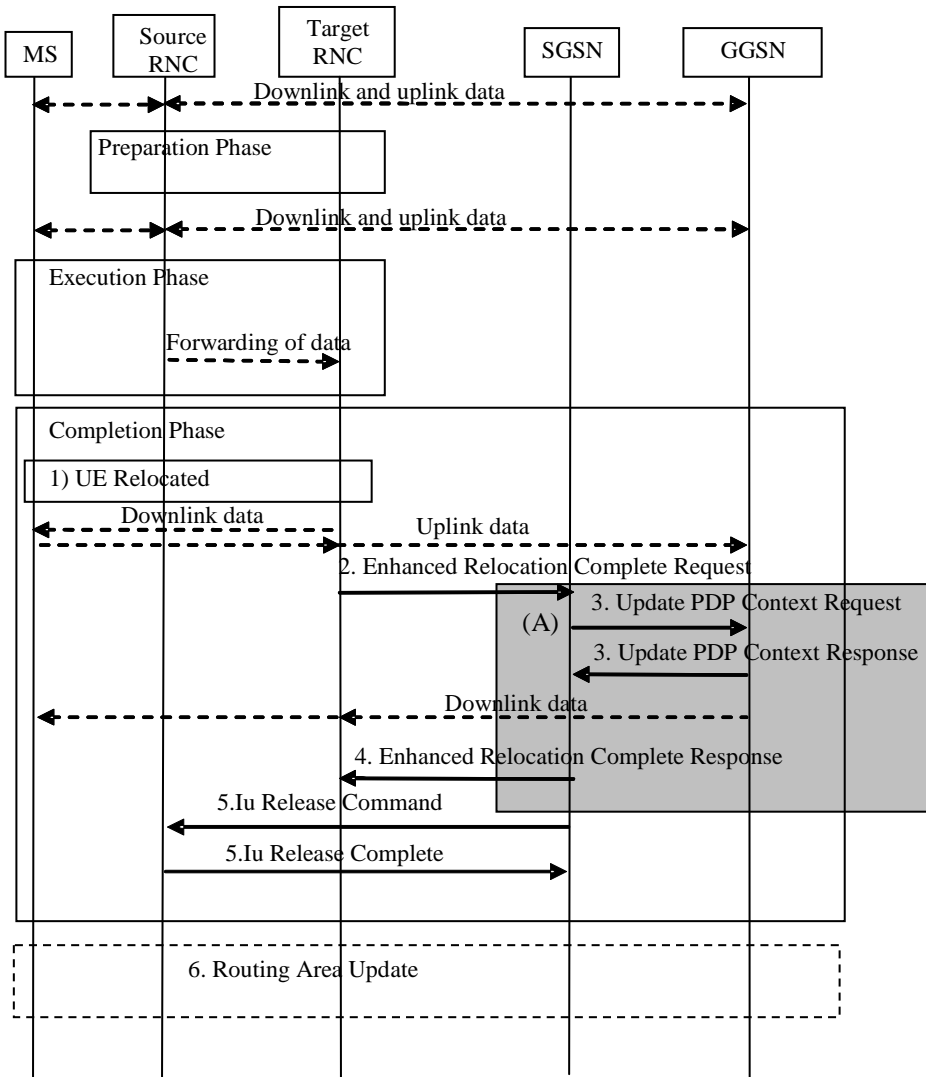 MS
Source
RNC
Target
RNC
SGSN
GGSN
Downlink and uplink data
Preparation Phase
Downlink and uplink data
Execution Phase
Forwarding of data
Completion Phase
1) UE Relocated
Downlink data
Uplink data
2. Enhanced Relocation Complete Request
(A)
3. Update PDP Context Request
3. Update PDP Context Response
Downlink data
4. Enhanced Relocation Complete Response
5.Iu Release Command
5.Iu Release Complete
6. Routing Area Update